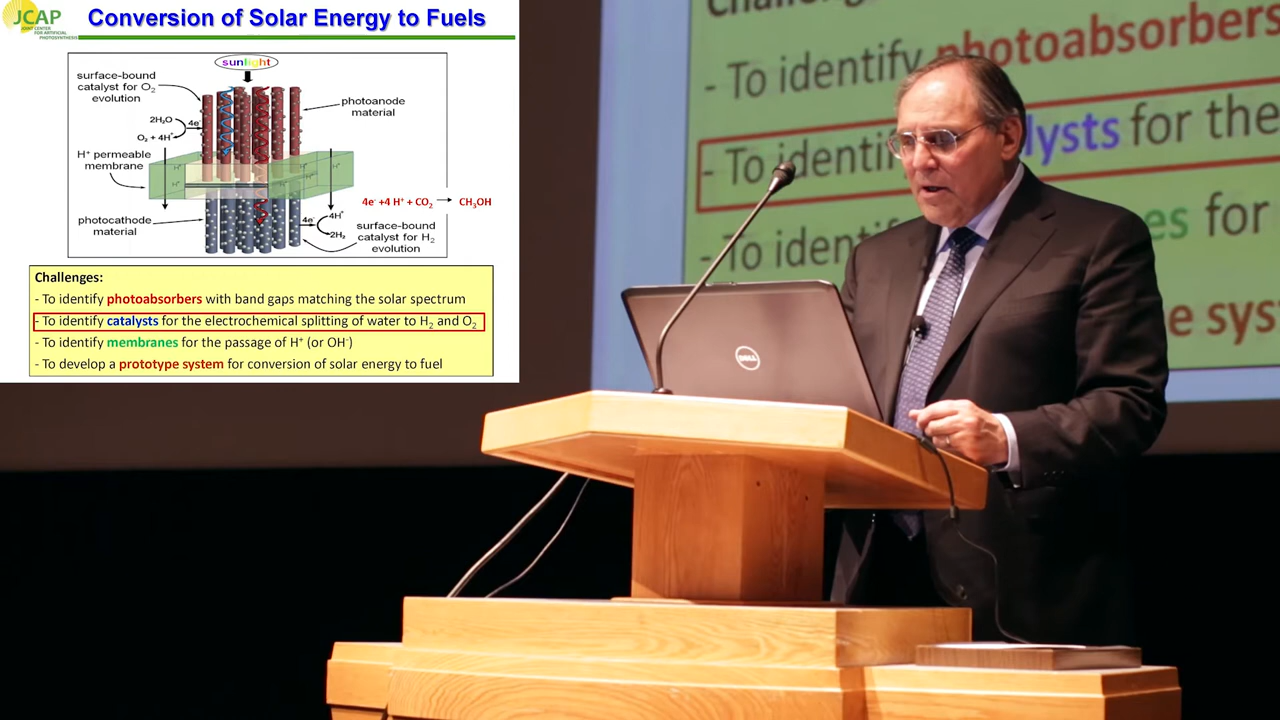 JCAP
JOINT CENTER
FOR ARTIFICIAL
PHOTOSYNTHESIS
Conversion of Solar Energy to Fuels
sunlight
surface-bound
catalyst for O₂
evolution
photoanode
material
2H₂O
4e⁻
O₂ + 4H⁺
H⁺ permeable
membrane
H⁺
H⁺
4e⁻ +4 H⁺ + CO₂ → CH₃OH
photocathode
material
4e⁻
4H⁺
2H₂
surface-bound
catalyst for H₂
evolution
Challenges:
- To identify photoabsorbers with band gaps matching the solar spectrum
- To identify catalysts for the electrochemical splitting of water to H₂ and O₂
- To identify membranes for the passage of H⁺ (or OH⁻)
- To develop a prototype system for conversion of solar energy to fuel
- To identify photoabsorbers
- To identif alysts for the
- To identif es for
e sys
DELL